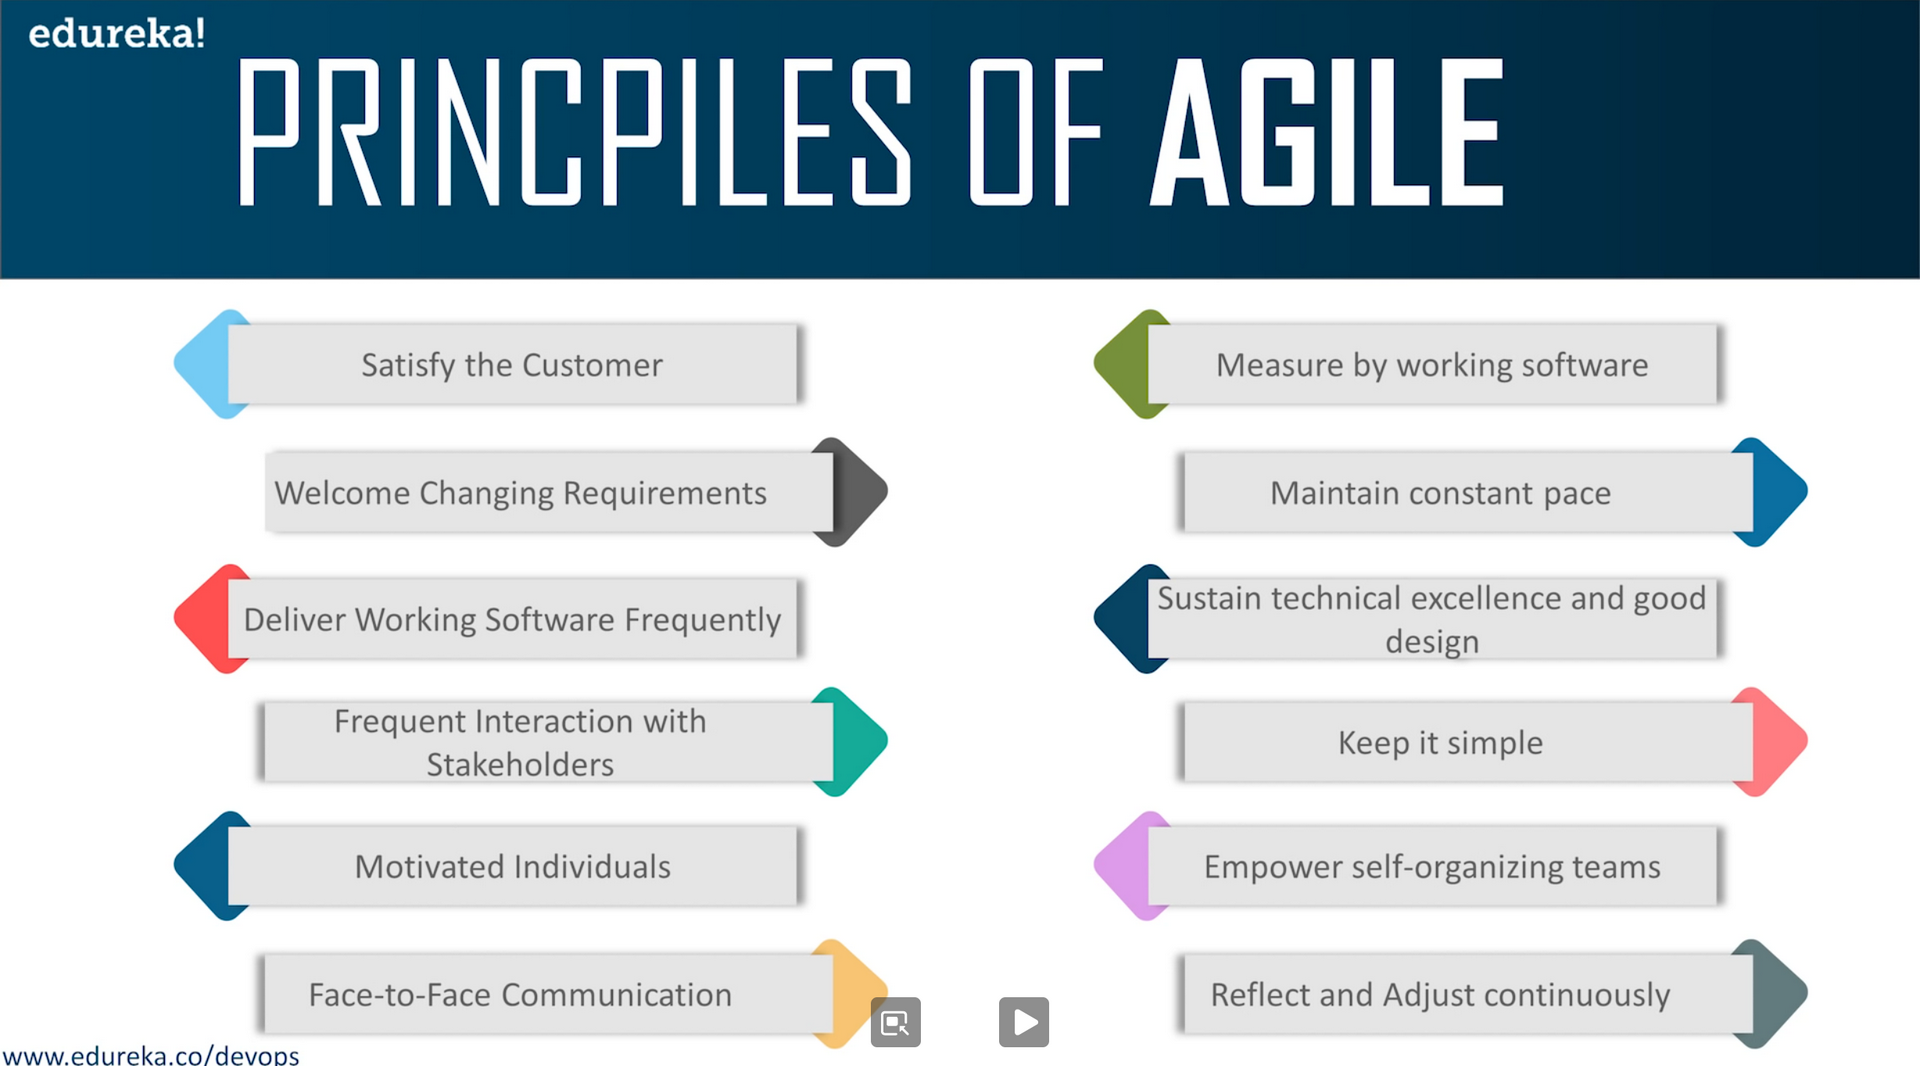 edureka!
PRINCPILES OF AGILE
Satisfy the Customer
Welcome Changing Requirements
Deliver Working Software Frequently
Frequent Interaction with
Stakeholders
Motivated Individuals
Face-to-Face Communication
Measure by working software
Maintain constant pace
Sustain technical excellence and good
design
Keep it simple
Empower self-organizing teams
Reflect and Adjust continuously
www.edureka.co/devops